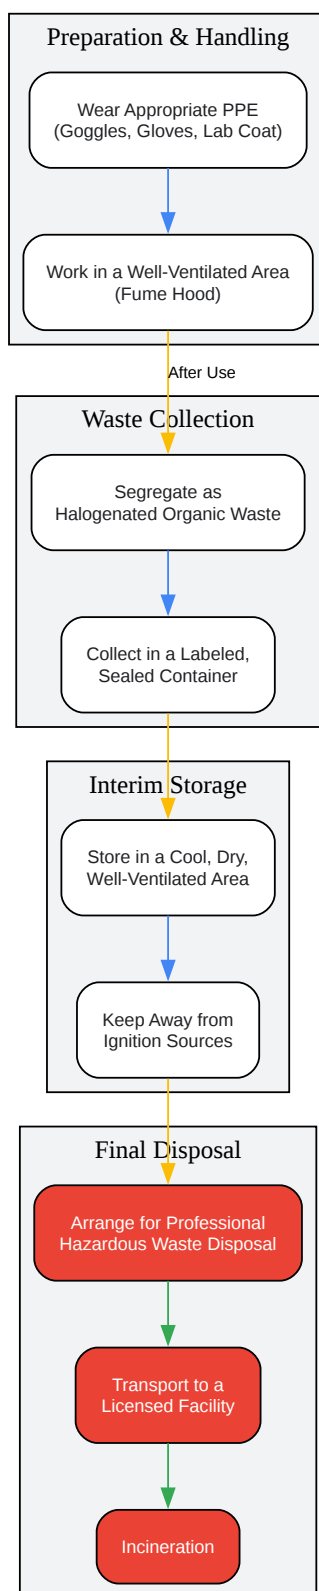 Preparation & Handling
Wear Appropriate PPE
(Goggles, Gloves, Lab Coat)
Work in a Well-Ventilated Area
(Fume Hood)
After Use
Waste Collection
Segregate as
Halogenated Organic Waste
Collect in a Labeled,
Sealed Container
Interim Storage
Store in a Cool, Dry,
Well-Ventilated Area
Keep Away from
Ignition Sources
Final Disposal
Arrange for Professional
Hazardous Waste Disposal
Transport to a
Licensed Facility
Incineration